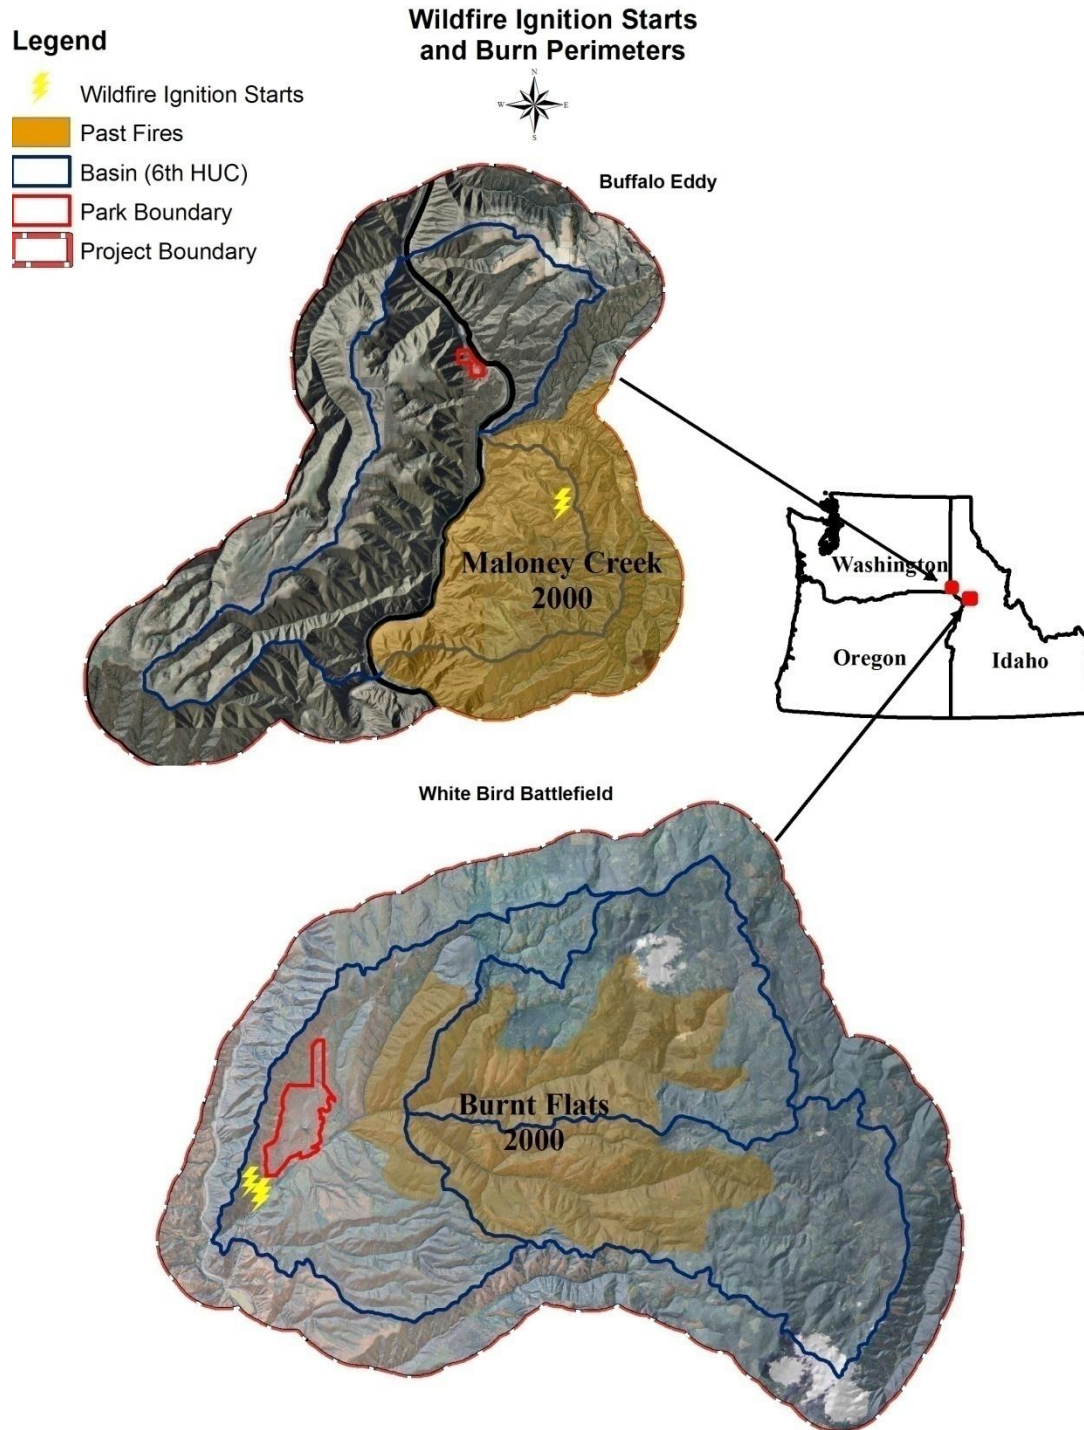 Wildfire Ignition Starts
and Burn Perimeters
Legend
Wildfire Ignition Starts
Past Fires
Basin (6th HUC)
Park Boundary
Project Boundary
N
W
E
S
Buffalo Eddy
Maloney Creek
2000
Washington
Oregon
Idaho
White Bird Battlefield
Burnt Flats
2000